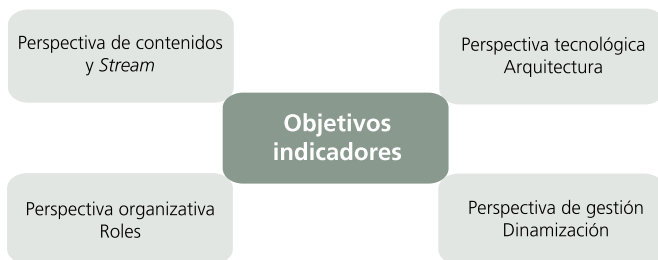 Perspectiva de contenidos
y Stream
Perspectiva tecnológica
Arquitectura
Objetivos
indicadores
Perspectiva organizativa
Roles
Perspectiva de gestión
Dinamización